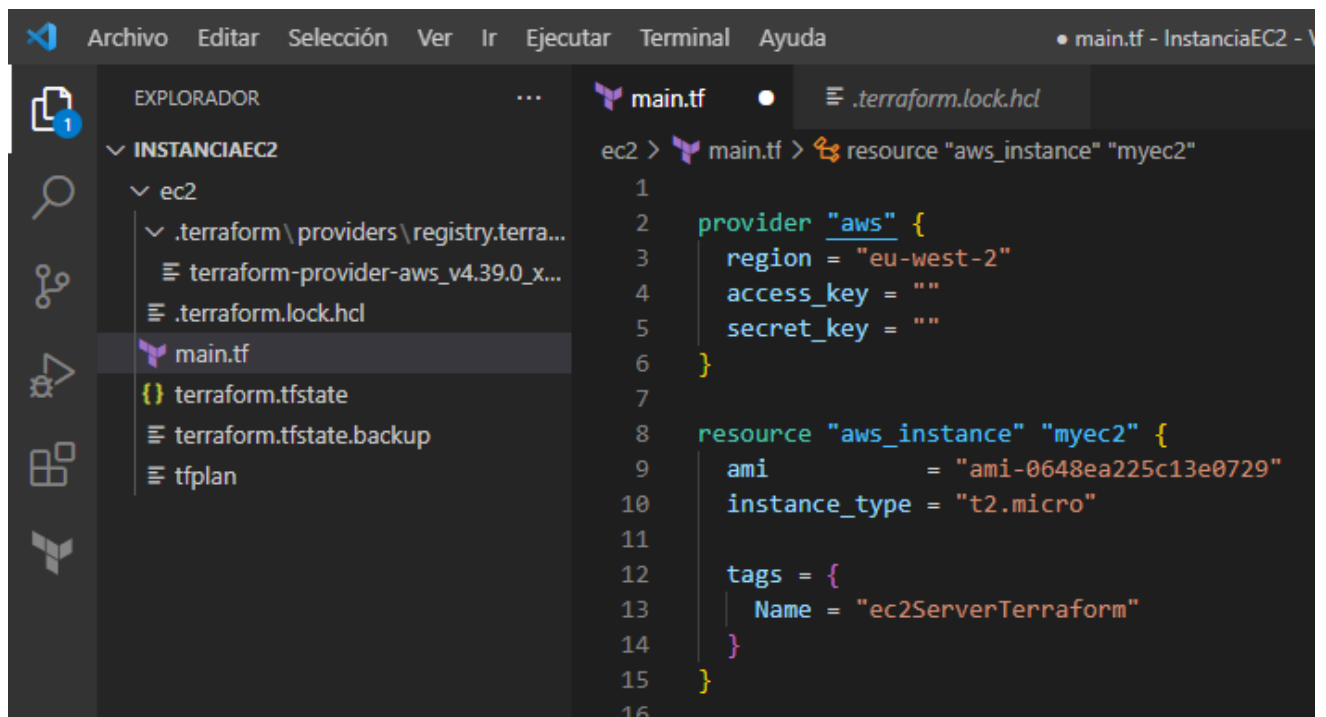 Archivo Editar Selección Ver Ir Ejecutar Terminal Ayuda ● main.tf - InstanciaEC2 -
EXPLORADOR ...
1
INSTANCIAEC2
ec2
.terraform\providers\registry.terra...
terraform-provider-aws_v4.39.0_x...
.terraform.lock.hcl
main.tf
terraform.tfstate
terraform.tfstate.backup
tfplan
main.tf ● .terraform.lock.hcl
ec2 > main.tf > resource "aws_instance" "myec2"
1
2 provider "aws" {
3   region = "eu-west-2"
4   access_key = ""
5   secret_key = ""
6 }
7
8 resource "aws_instance" "myec2" {
9   ami           = "ami-0648ea225c13e0729"
10   instance_type = "t2.micro"
11
12   tags = {
13     Name = "ec2ServerTerraform"
14   }
15 }
16